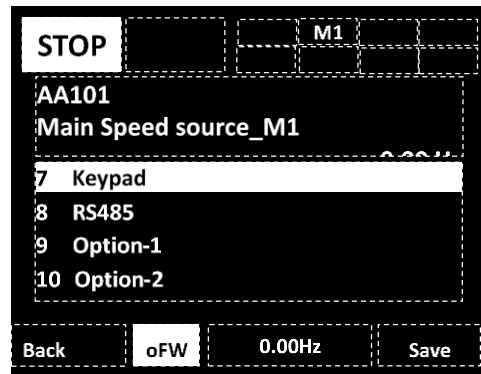 STOP M1
AA101
Main Speed source_M1
7 Keypad
8 RS485
9 Option-1
10 Option-2
Back oFW 0.00Hz Save